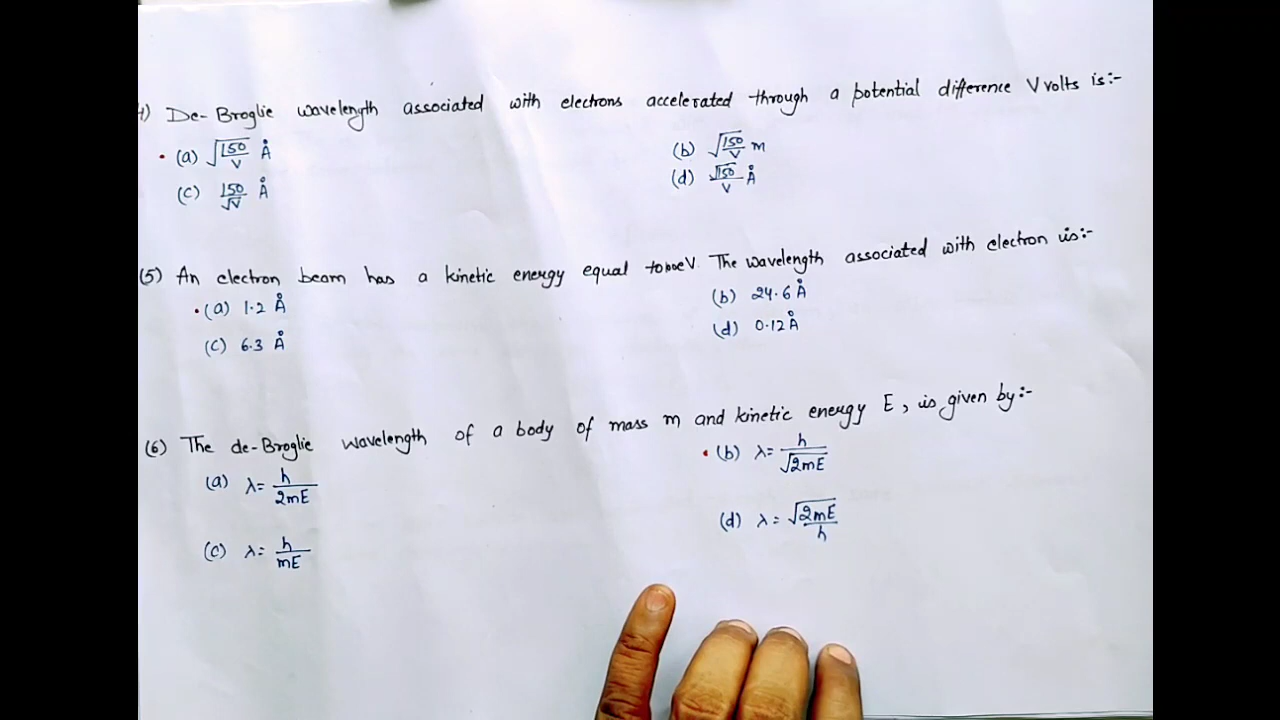 4) De-Broglie wavelength associated with electrons accelerated through a potential difference V volts is:-
(a) √150/V Å (b) √150/V m
(c) 150/√V Å (d) √150/V Å
(5) An electron beam has a kinetic energy equal to 100eV. The wavelength associated with electron is:-
(a) 1.2 Å (b) 24.6 Å
(c) 6.3 Å (d) 0.12 Å
(6) The de-Broglie wavelength of a body of mass m and kinetic energy E, is given by:-
(a) λ= h/2mE (b) λ= h/√2mE
(c) λ= h/mE (d) λ= √2mE/h